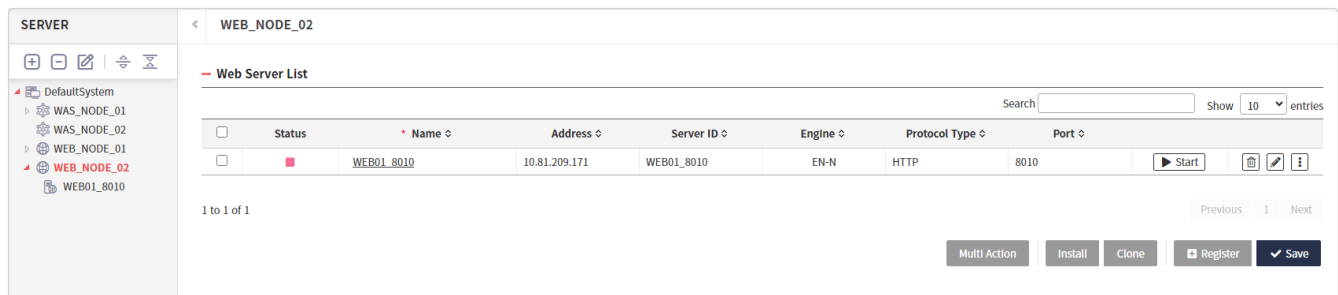 SERVER
WEB_NODE_02
DefaultSystem
WAS_NODE_01
WAS_NODE_02
WEB_NODE_01
WEB_NODE_02
WEB01_8010
Web Server List
Search Show 10 entries
Status * Name Address Server ID Engine Protocol Type Port
WEB01_8010 10.81.209.171 WEB01_8010 EN-N HTTP 8010 Start
1 to 1 of 1
Previous 1 Next
Multi Action Install Clone Register Save